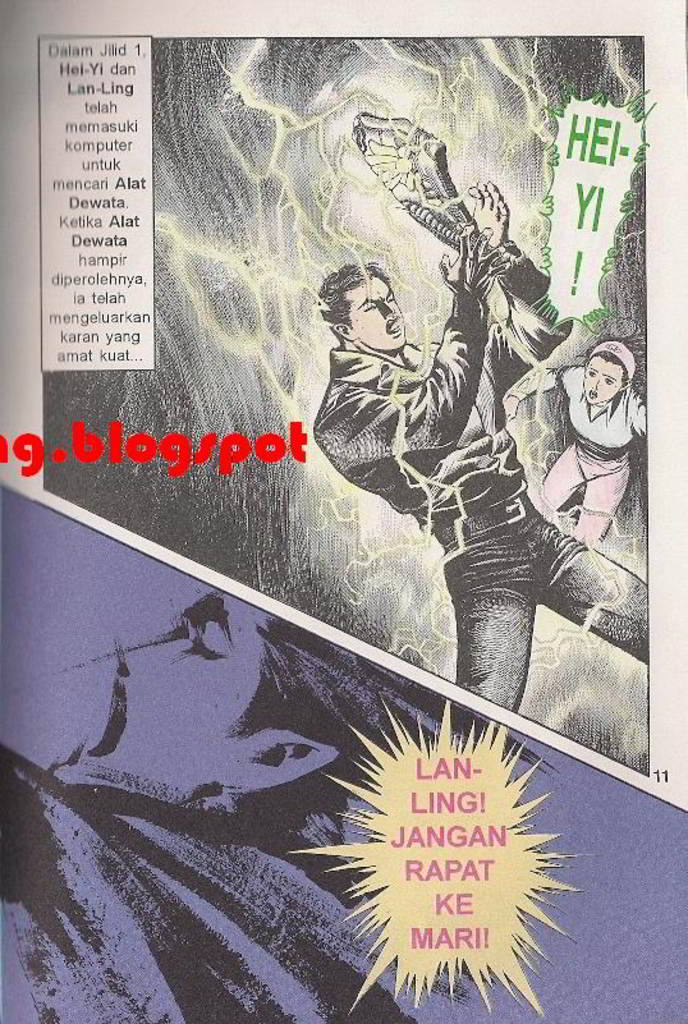 Dalam Jilid 1,
Hei-Yi dan
Lan-Ling
telah
memasuki
komputer
untuk
mencari Alat
Dewata.
Ketika Alat
Dewata
hampir
diperolehnya,
ia telah
mengeluarkan
karan yang
amat kuat...
HEI-
YI
!
ng.blogspot
11
LAN-
LING!
JANGAN
RAPAT
KE
MARI!